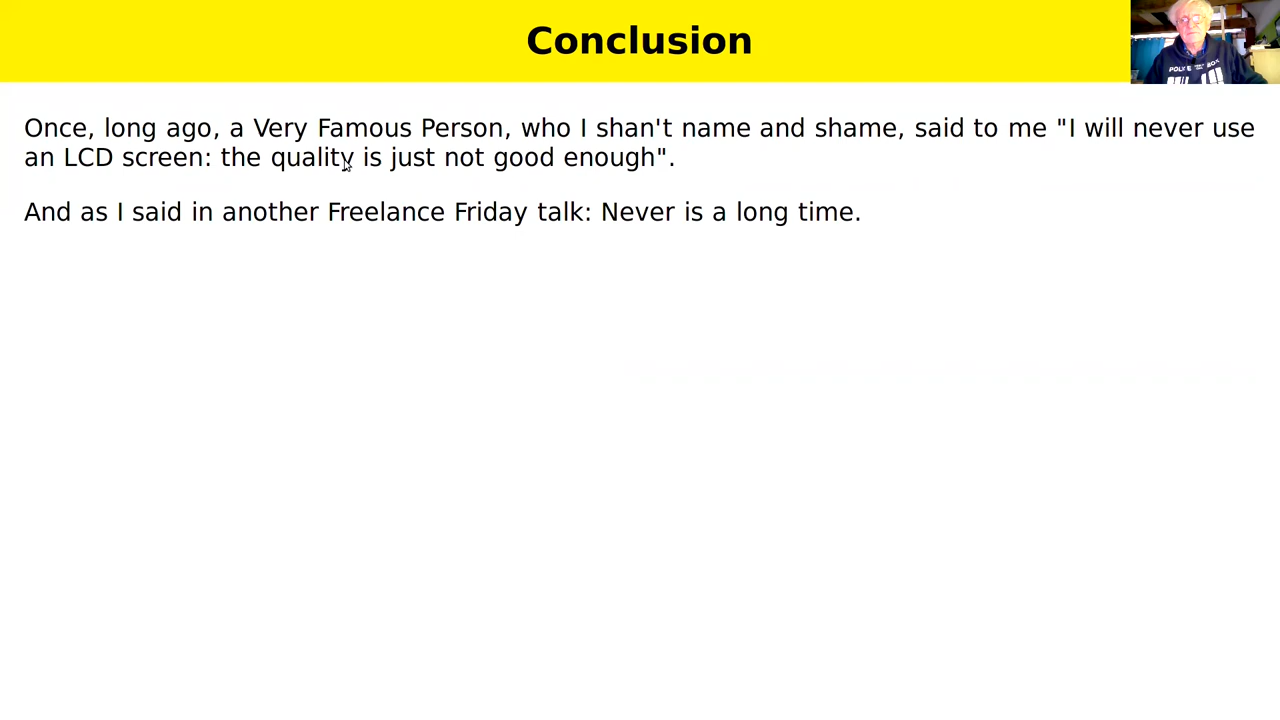 Conclusion
Once, long ago, a Very Famous Person, who I shan't name and shame, said to me "I will never use
an LCD screen: the quality is just not good enough".
And as I said in another Freelance Friday talk: Never is a long time.